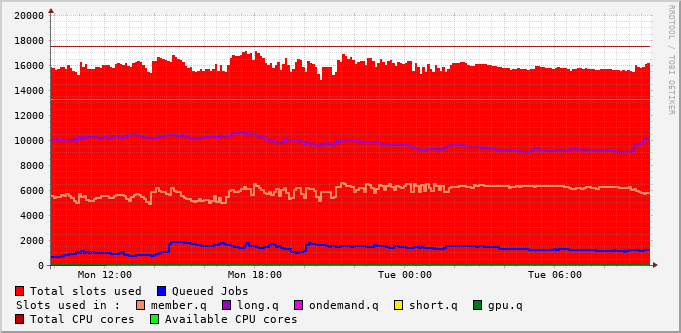 RRDTOOL / TOBI OETIKER
20000
18000
16000
14000
12000
10000
8000
6000
4000
2000
0
Mon 12:00 Mon 18:00 Tue 00:00 Tue 06:00
Total slots used Queued Jobs
Slots used in : member.q long.q ondemand.q short.q gpu.q
Total CPU cores Available CPU cores